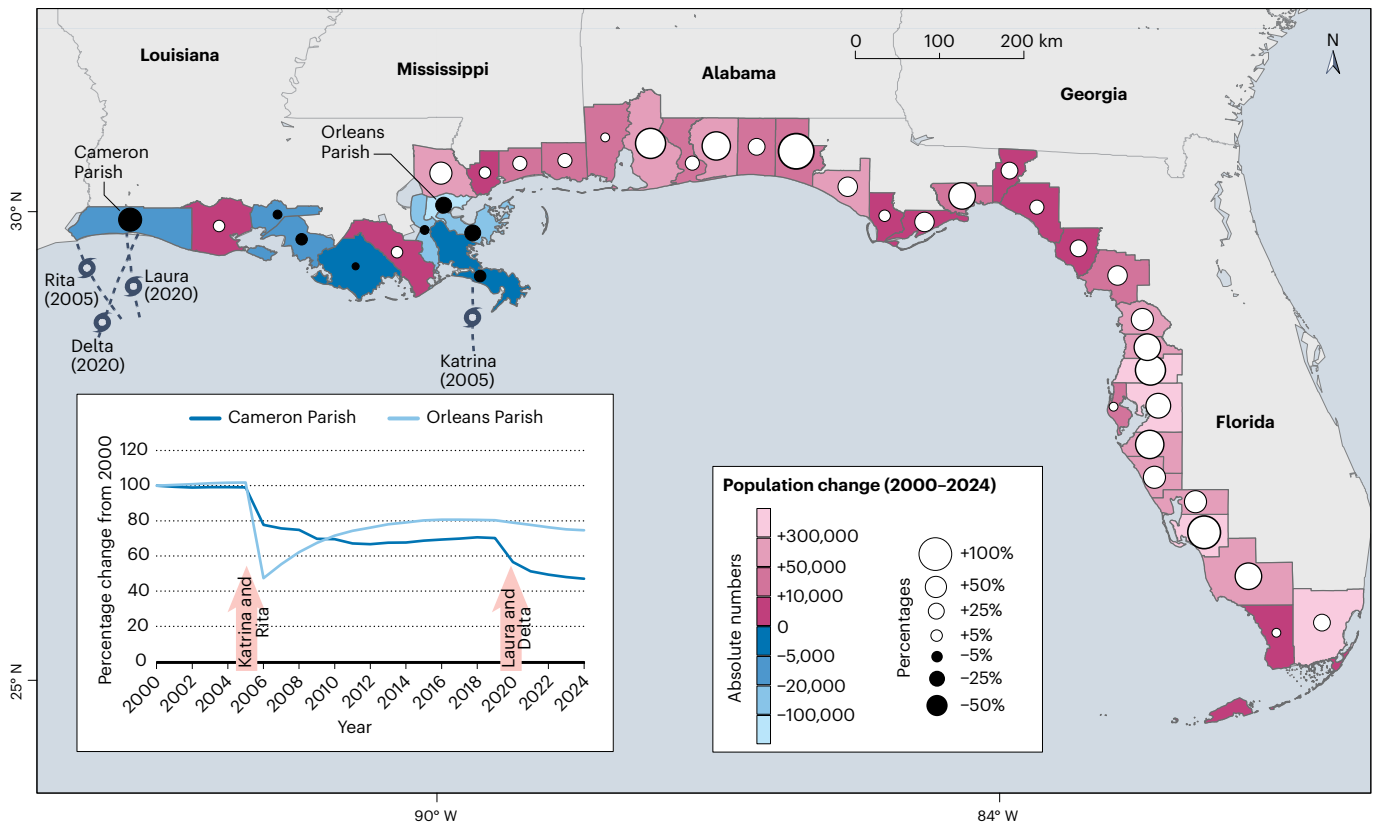 Louisiana
Mississippi
Alabama
Georgia
Florida
0 100 200 km
N
Cameron
Parish
Orleans
Parish
30° N
25° N
Rita
(2005)
Laura
(2020)
Delta
(2020)
Katrina
(2005)
Cameron Parish
Orleans Parish
Percentage change from 2000
120
100
80
60
40
20
0
Katrina and
Rita
Laura and
Delta
2000 2002 2004 2006 2008 2010 2012 2014 2016 2018 2020 2022 2024
Year
Population change (2000–2024)
Absolute numbers
+300,000
+50,000
+10,000
0
−5,000
−20,000
−100,000
Percentages
+100%
+50%
+25%
+5%
−5%
−25%
−50%
90° W
84° W